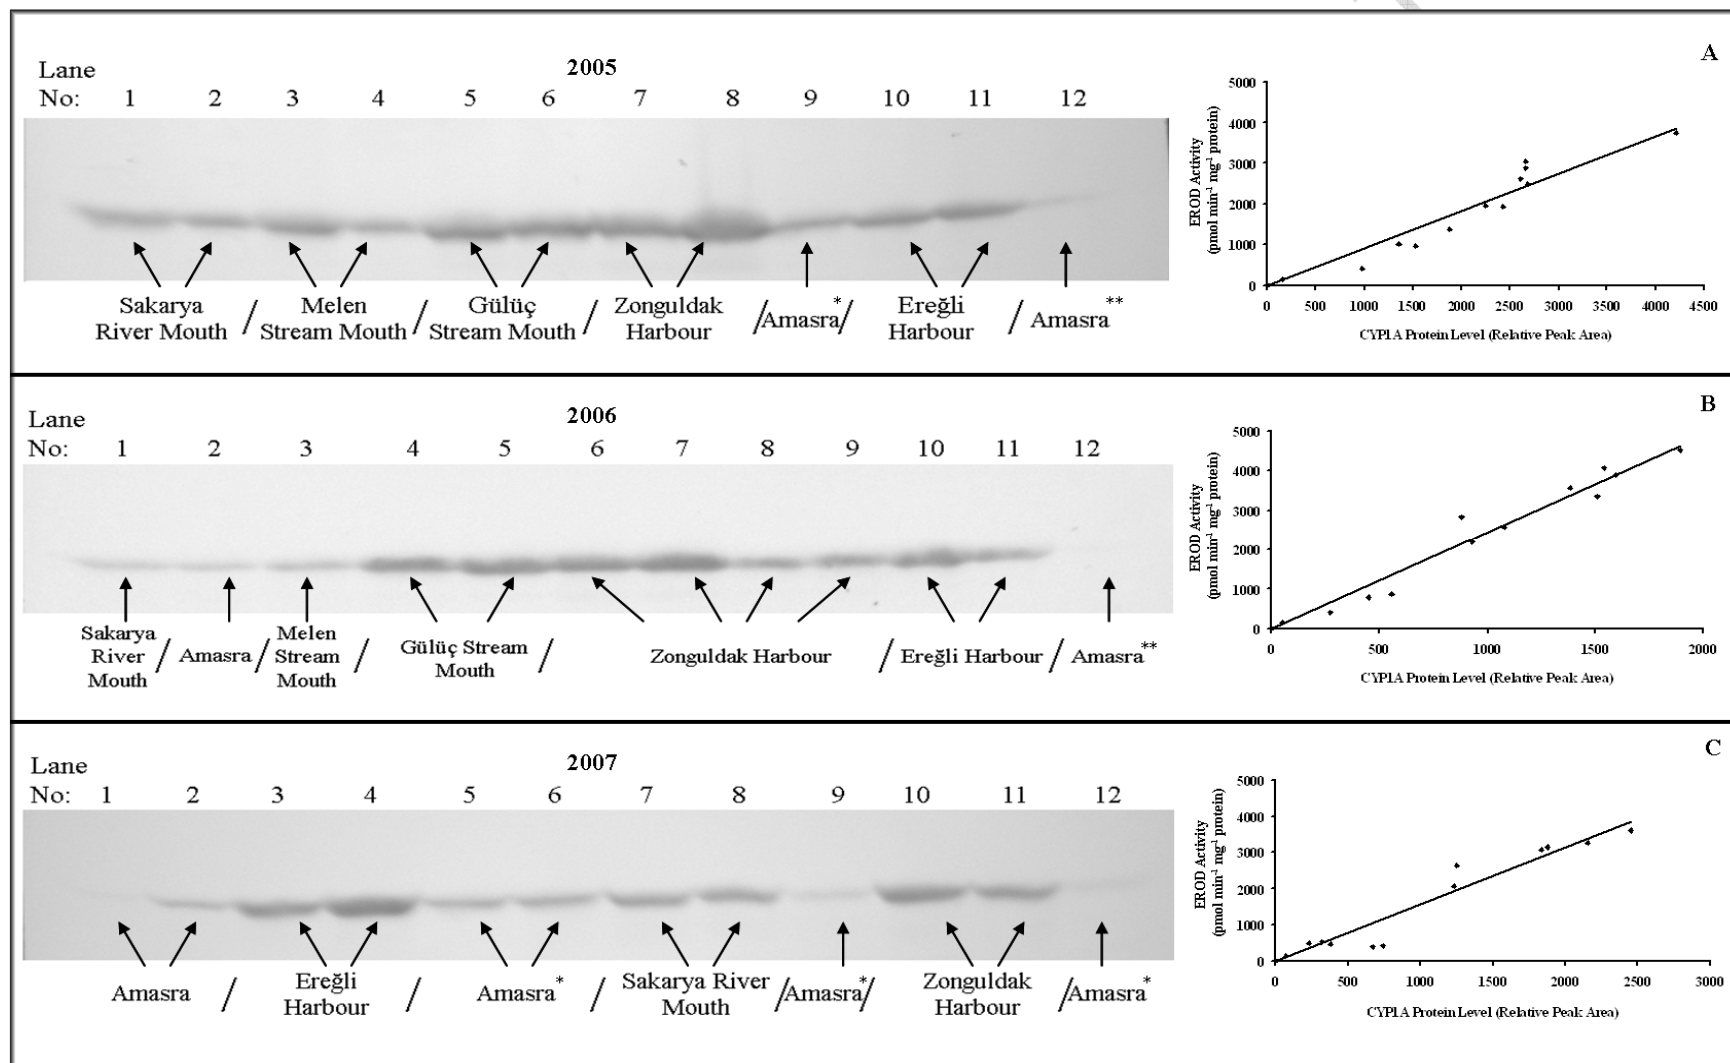 Lane
2005
No: 1 2 3 4 5 6 7 8 9 10 11 12
Sakarya
River Mouth
/
Melen
Stream Mouth
/
Gülüç
Stream Mouth
/
Zonguldak
Harbour
/Amasra*/
Ereğli
Harbour
/
Amasra**
A
EROD Activity
(pmol min-1 mg-1 protein)
5000
4000
3000
2000
1000
0
0 500 1000 1500 2000 2500 3000 3500 4000 4500
CYP1A Protein Level (Relative Peak Area)
Lane
2006
No: 1 2 3 4 5 6 7 8 9 10 11 12
Sakarya
River
Mouth
/
Amasra
/
Melen
Stream
Mouth
/
Gülüç Stream
Mouth
/
Zonguldak Harbour
/
Ereğli Harbour
/
Amasra**
B
EROD Activity
(pmol min-1 mg-1 protein)
5000
4000
3000
2000
1000
0
0 500 1000 1500 2000
CYP1A Protein Level (Relative Peak Area)
Lane
2007
No: 1 2 3 4 5 6 7 8 9 10 11 12
Amasra
/
Ereğli
Harbour
/
Amasra*
/
Sakarya River
Mouth
/Amasra*/
Zonguldak
Harbour
/Amasra*
C
EROD Activity
(pmol min-1 mg-1 protein)
5000
4000
3000
2000
1000
0
0 500 1000 1500 2000 2500 3000
CYP1A Protein Level (Relative Peak Area)